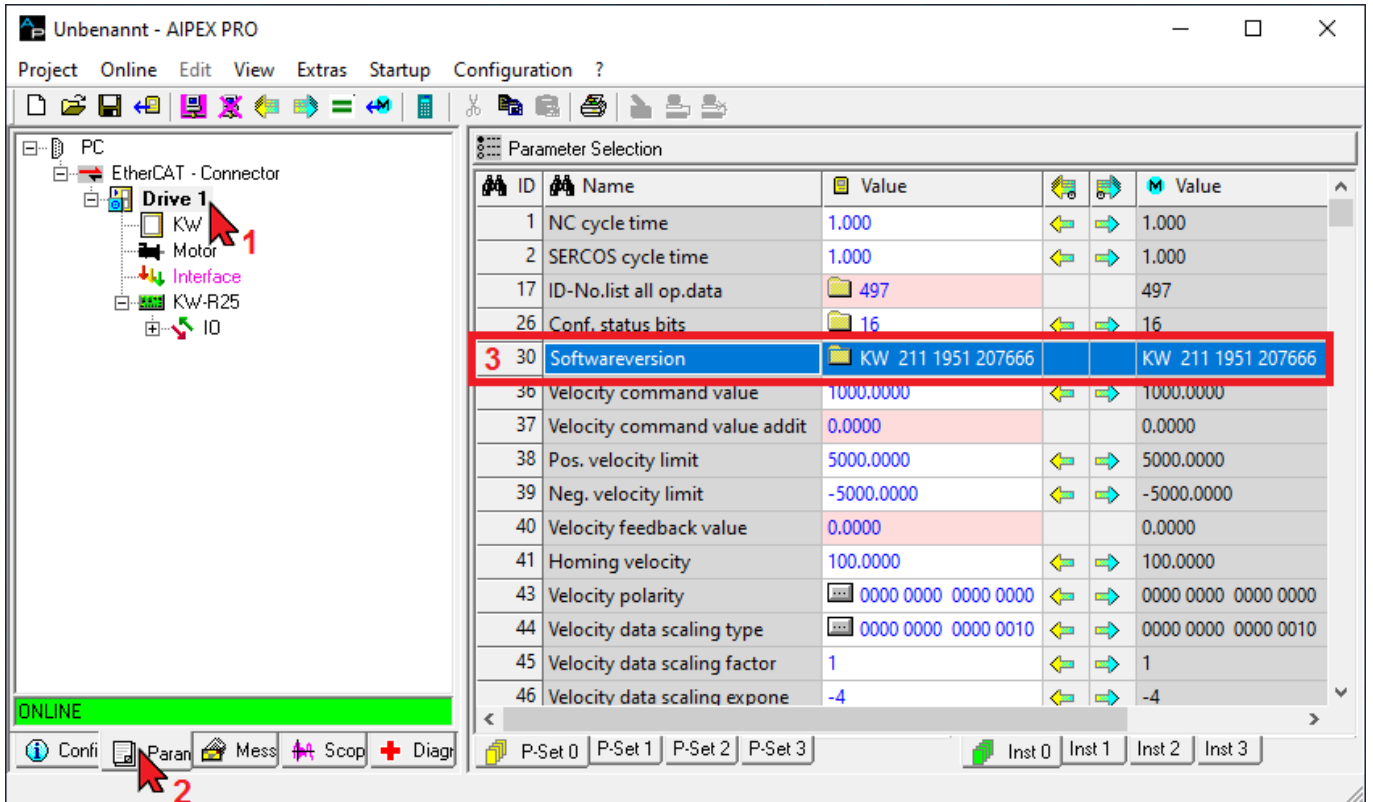 Unbenannt - AIPEX PRO
Project Online Edit View Extras Startup Configuration ?
PC
EtherCAT - Connector
Drive 1
KW
1
Motor
Interface
KW-R25
IO
ONLINE
Confi Paran Mess Scop Diagr
2
Parameter Selection
ID Name Value Value
1 NC cycle time 1.000 1.000
2 SERCOS cycle time 1.000 1.000
17 ID-No.list all op.data 497 497
26 Conf. status bits 16 16
3 30 Softwareversion KW 211 1951 207666 KW 211 1951 207666
36 Velocity command value 1000.0000 1000.0000
37 Velocity command value addit 0.0000 0.0000
38 Pos. velocity limit 5000.0000 5000.0000
39 Neg. velocity limit -5000.0000 -5000.0000
40 Velocity feedback value 0.0000 0.0000
41 Homing velocity 100.0000 100.0000
43 Velocity polarity 0000 0000 0000 0000 0000 0000 0000 0000
44 Velocity data scaling type 0000 0000 0000 0010 0000 0000 0000 0010
45 Velocity data scaling factor 1 1
46 Velocity data scaling expone -4 -4
P-Set 0 P-Set 1 P-Set 2 P-Set 3 Inst 0 Inst 1 Inst 2 Inst 3